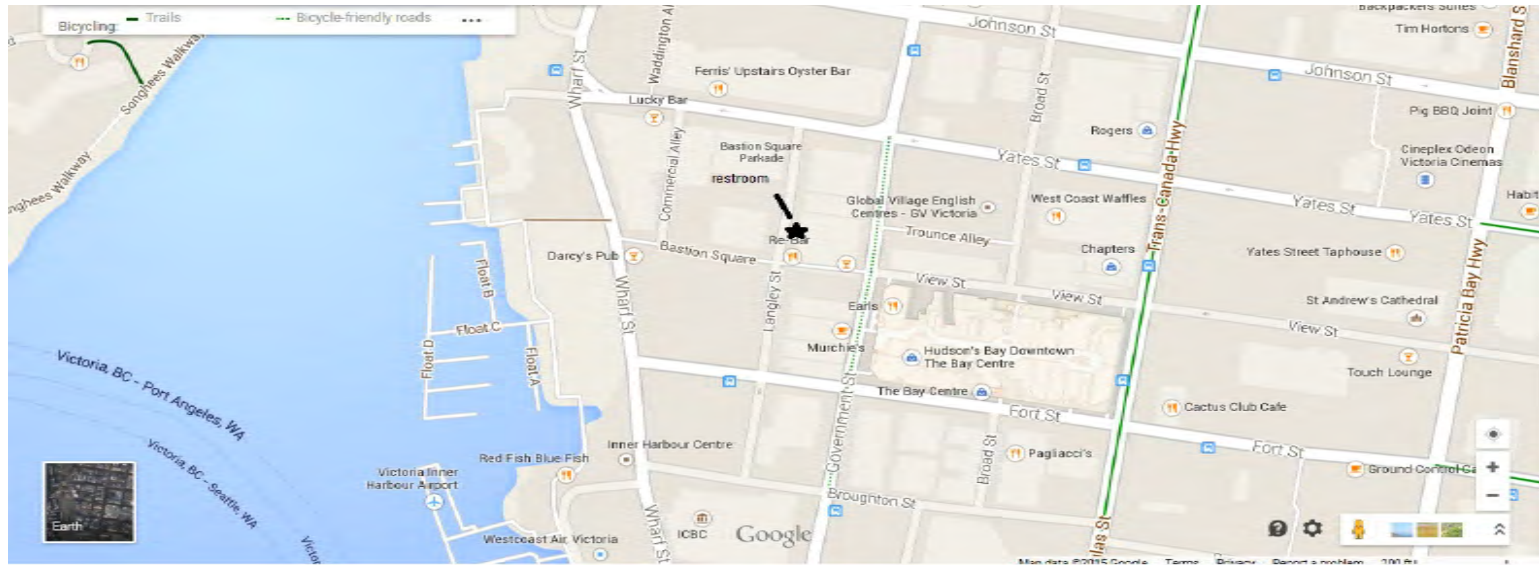 Bicycling:
Trails
Bicycle-friendly roads
Songhees Walkway
Songhees Walkway
Wharf St
Waddington Al
Ferris' Upstairs Oyster Bar
Lucky Bar
Johnson St
Broad St
Tim Hortons
Blanshard S
Johnson St
Pig BBQ Joint
Rogers
Trans-Canada Hwy
Cineplex Odeon
Victoria Cinemas
Bastion Square
Parkade
restroom
Commercial Alley
Yates St
Global Village English
Centres - GV Victoria
West Coast Waffles
Yates St
Yates St
Habit
Trounce Alley
Re-Bar
Bastion Square
Darcy's Pub
Chapters
Yates Street Taphouse
Patricia Bay Hwy
Float B
Float C
Float D
Float A
Wharf St
Langley St
View St
View St
View St
Earls
St Andrew's Cathedral
Murchie's
Hudson's Bay Downtown
The Bay Centre
The Bay Centre
Touch Lounge
Victoria, BC - Port Angeles, WA
Government St
Fort St
Cactus Club Cafe
Fort St
Victoria, BC - Seattle, WA
Inner Harbour Centre
Red Fish Blue Fish
Victoria Inner
Harbour Airport
Broad St
Pagliacci's
Ground Control Ca
Broughton St
Earth
Wharf St
ICBC
Google
Westcoast Air, Victoria
Victor
las St
Map data ©2015 Google Terms Privacy Report a problem 200 ft